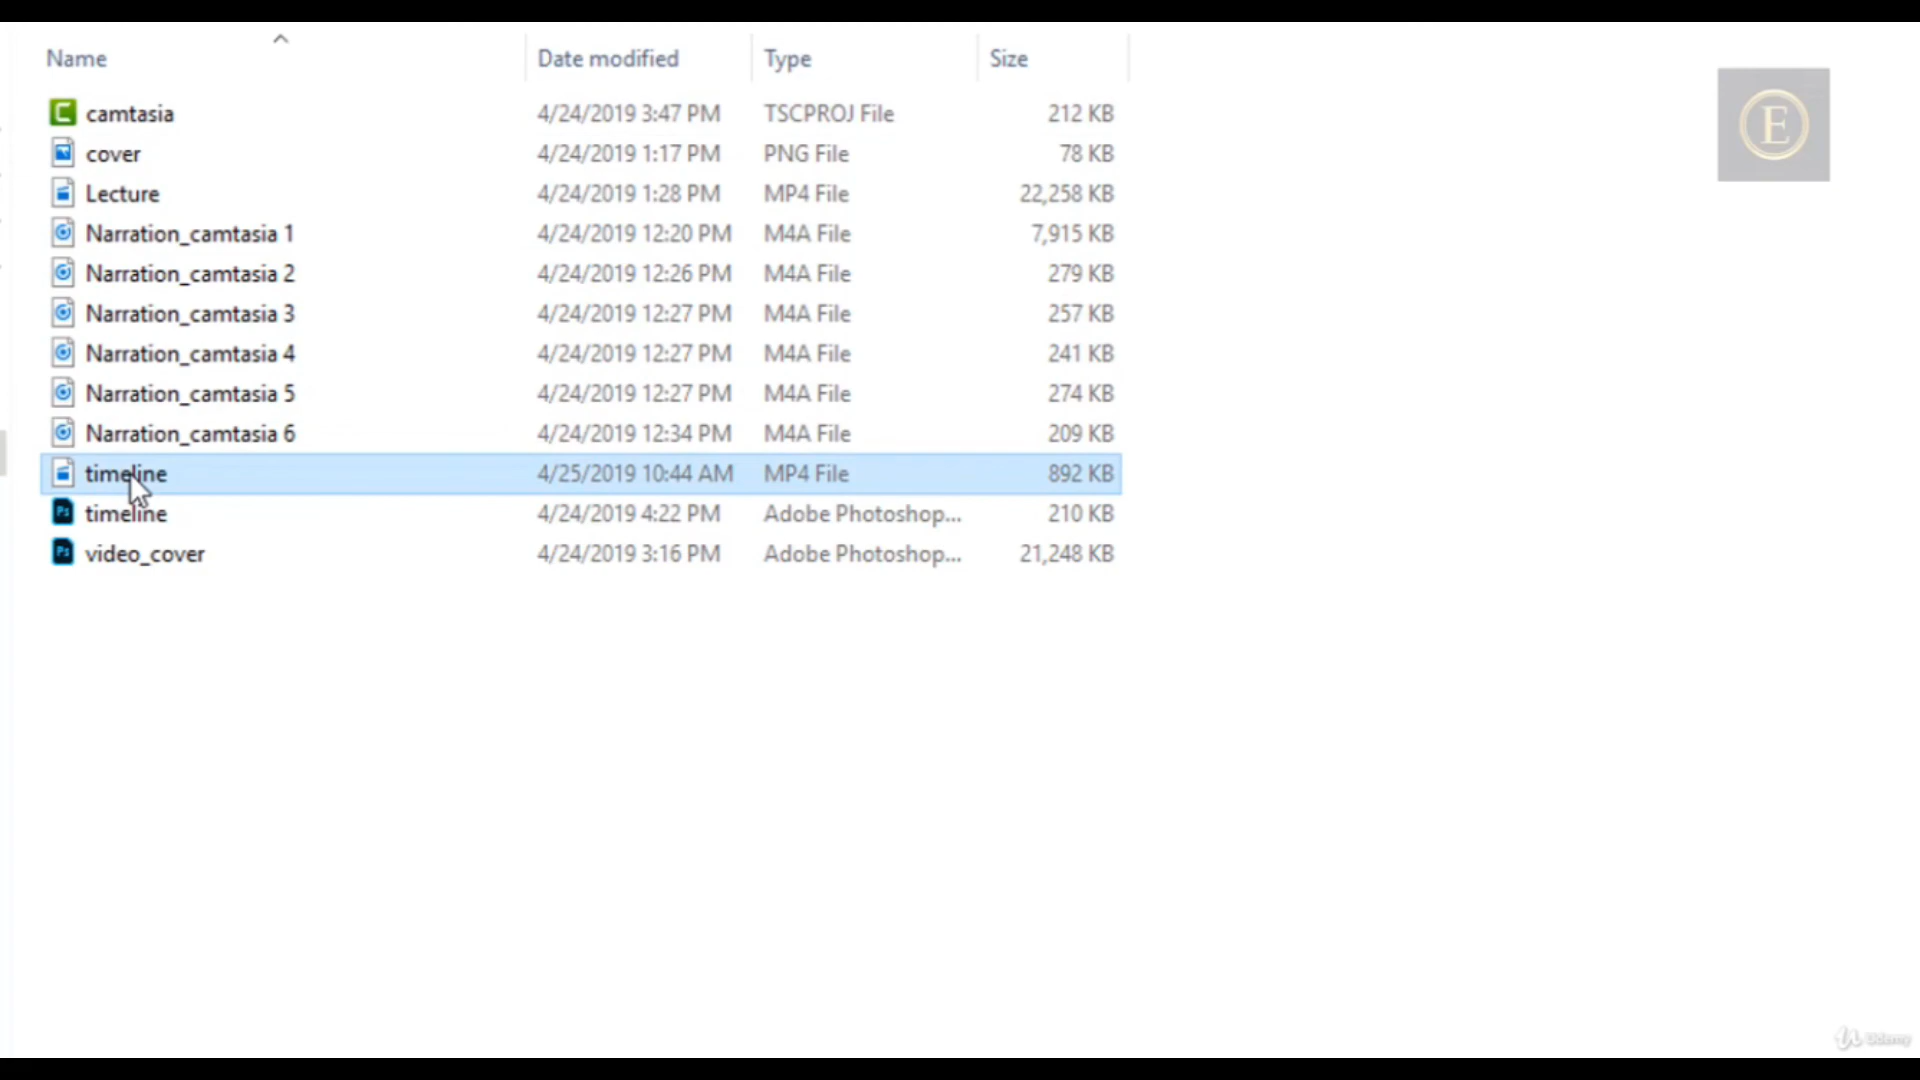 Name Date modified Type Size
camtasia 4/24/2019 3:47 PM TSCPROJ File 212 KB
cover 4/24/2019 1:17 PM PNG File 78 KB
Lecture 4/24/2019 1:28 PM MP4 File 22,258 KB
Narration_camtasia 1 4/24/2019 12:20 PM M4A File 7,915 KB
Narration_camtasia 2 4/24/2019 12:26 PM M4A File 279 KB
Narration_camtasia 3 4/24/2019 12:27 PM M4A File 257 KB
Narration_camtasia 4 4/24/2019 12:27 PM M4A File 241 KB
Narration_camtasia 5 4/24/2019 12:27 PM M4A File 274 KB
Narration_camtasia 6 4/24/2019 12:34 PM M4A File 209 KB
timeline 4/25/2019 10:44 AM MP4 File 892 KB
Ps timeline 4/24/2019 4:22 PM Adobe Photoshop... 210 KB
Ps video_cover 4/24/2019 3:16 PM Adobe Photoshop... 21,248 KB
E
Udemy